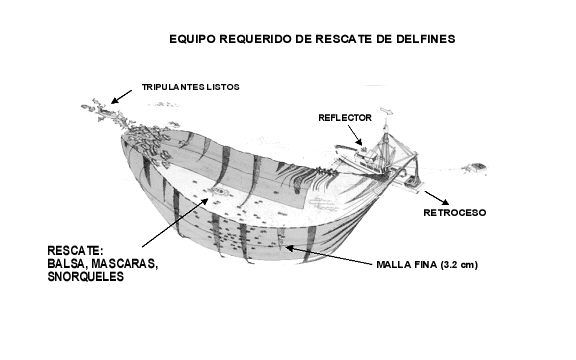 EQUIPO REQUERIDO DE RESCATE DE DELFINES
TRIPULANTES LISTOS
REFLECTOR
RETROCESO
RESCATE:
BALSA, MASCARAS,
SNORQUELES
MALLA FINA (3.2 cm)